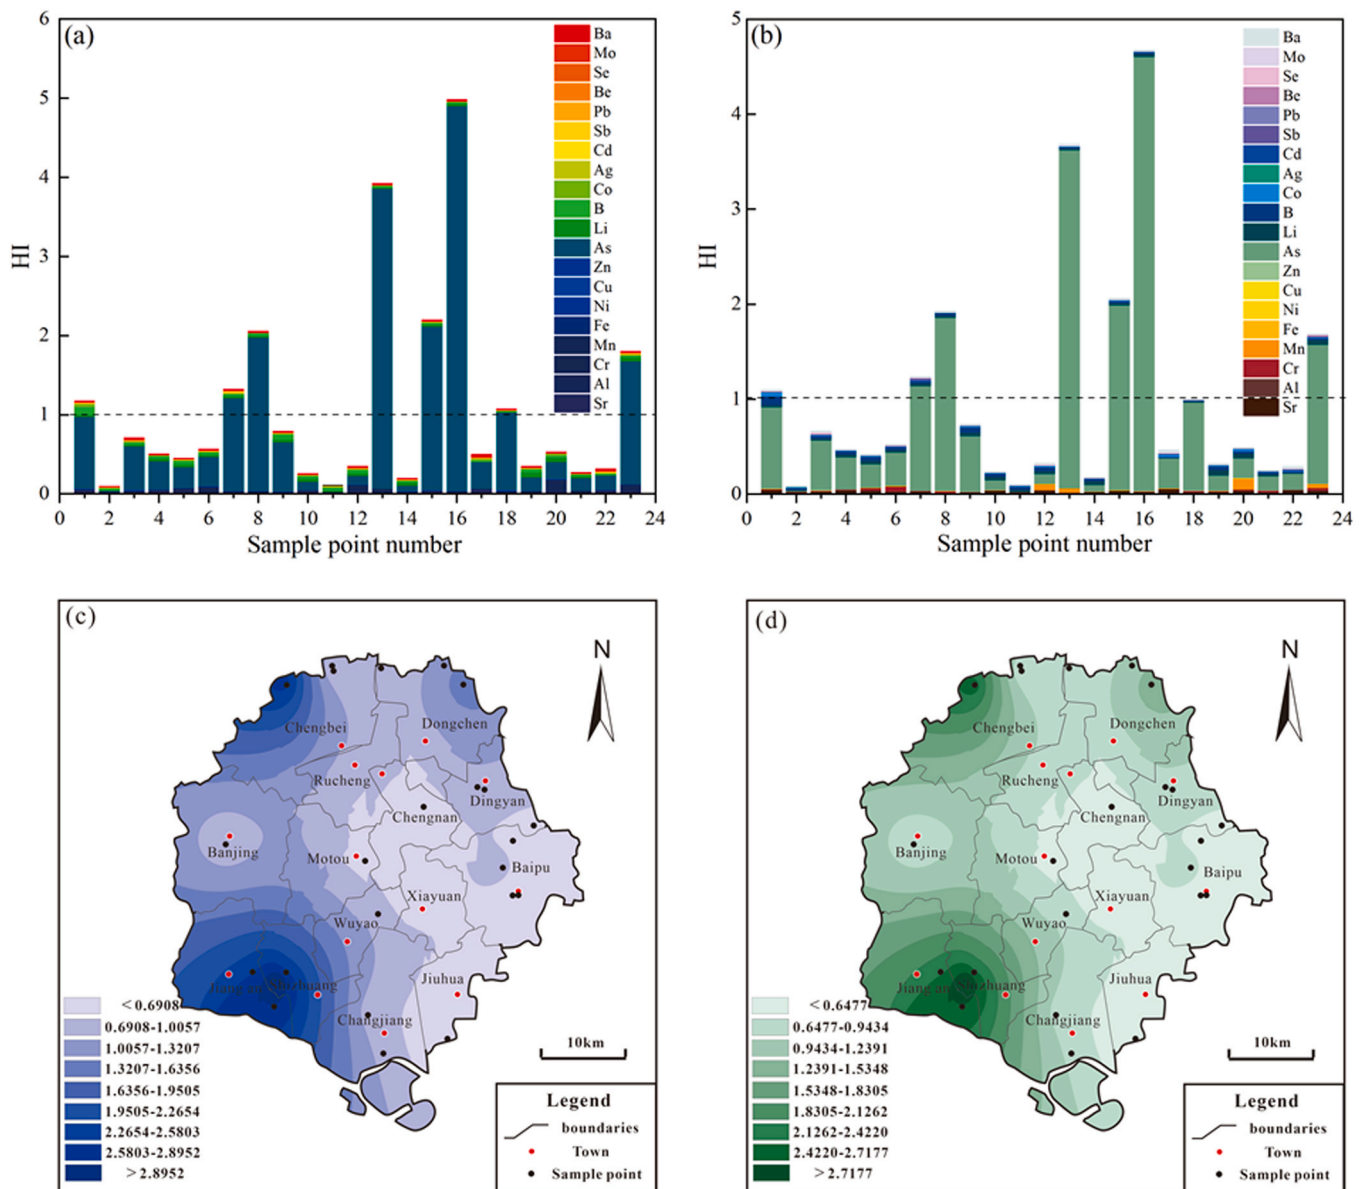 (a)
6
5
4
3
2
1
0
HI
Ba
Mo
Se
Be
Pb
Sb
Cd
Ag
Co
B
Li
As
Zn
Cu
Ni
Fe
Mn
Cr
Al
Sr
0 2 4 6 8 10 12 14 16 18 20 22 24
Sample point number
(b)
5
4
3
2
1
0
HI
Ba
Mo
Se
Be
Pb
Sb
Cd
Ag
Co
B
Li
As
Zn
Cu
Ni
Fe
Mn
Cr
Al
Sr
0 2 4 6 8 10 12 14 16 18 20 22 24
Sample point number
(c)
N
Chengbei
Dongchen
Rucheng
Dingyan
Chengnan
Banjing
Motou
Baipu
Xiayuan
Wuyao
Jiuhua
Changjiang
< 0.6908
0.6908-1.0057
1.0057-1.3207
1.3207-1.6356
1.6356-1.9505
1.9505-2.2654
2.2654-2.5803
2.5803-2.8952
> 2.8952
10km
Legend
boundaries
Town
Sample point
(d)
N
Chengbei
Dongchen
Rucheng
Dingyan
Chengnan
Banjing
Motou
Baipu
Xiayuan
Wuyao
Jiuhua
Changjiang
< 0.6477
0.6477-0.9434
0.9434-1.2391
1.2391-1.5348
1.5348-1.8305
1.8305-2.1262
2.1262-2.4220
2.4220-2.7177
> 2.7177
10km
Legend
boundaries
Town
Sample point